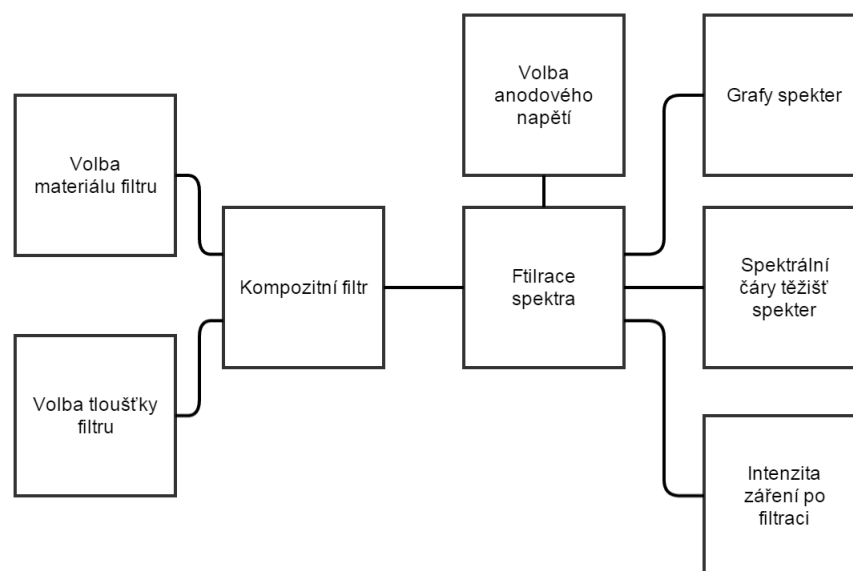 Volba
materiálu filtru
Volba tloušťky
filtru
Kompozitní filtr
Volba
anodového
napětí
Ftilrace
spektra
Grafy spekter
Spektrální
čáry těžišť
spekter
Intenzita
záření po
filtraci